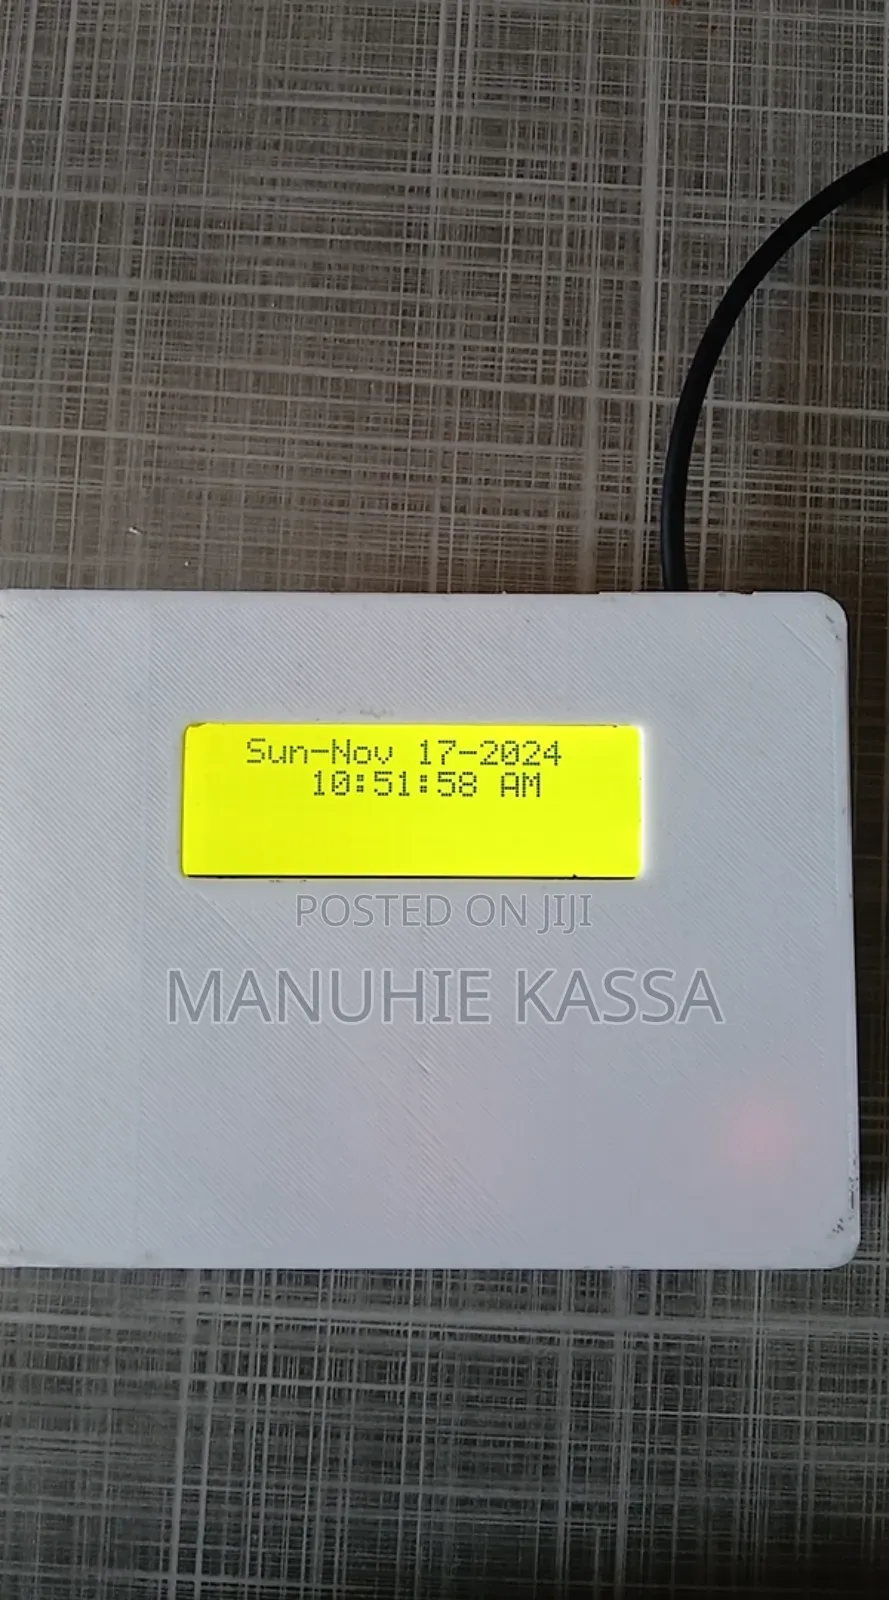 Sun-Nov 17-2024
10:51:58 AM
POSTED ON JIJI
MANUHIE KASSA